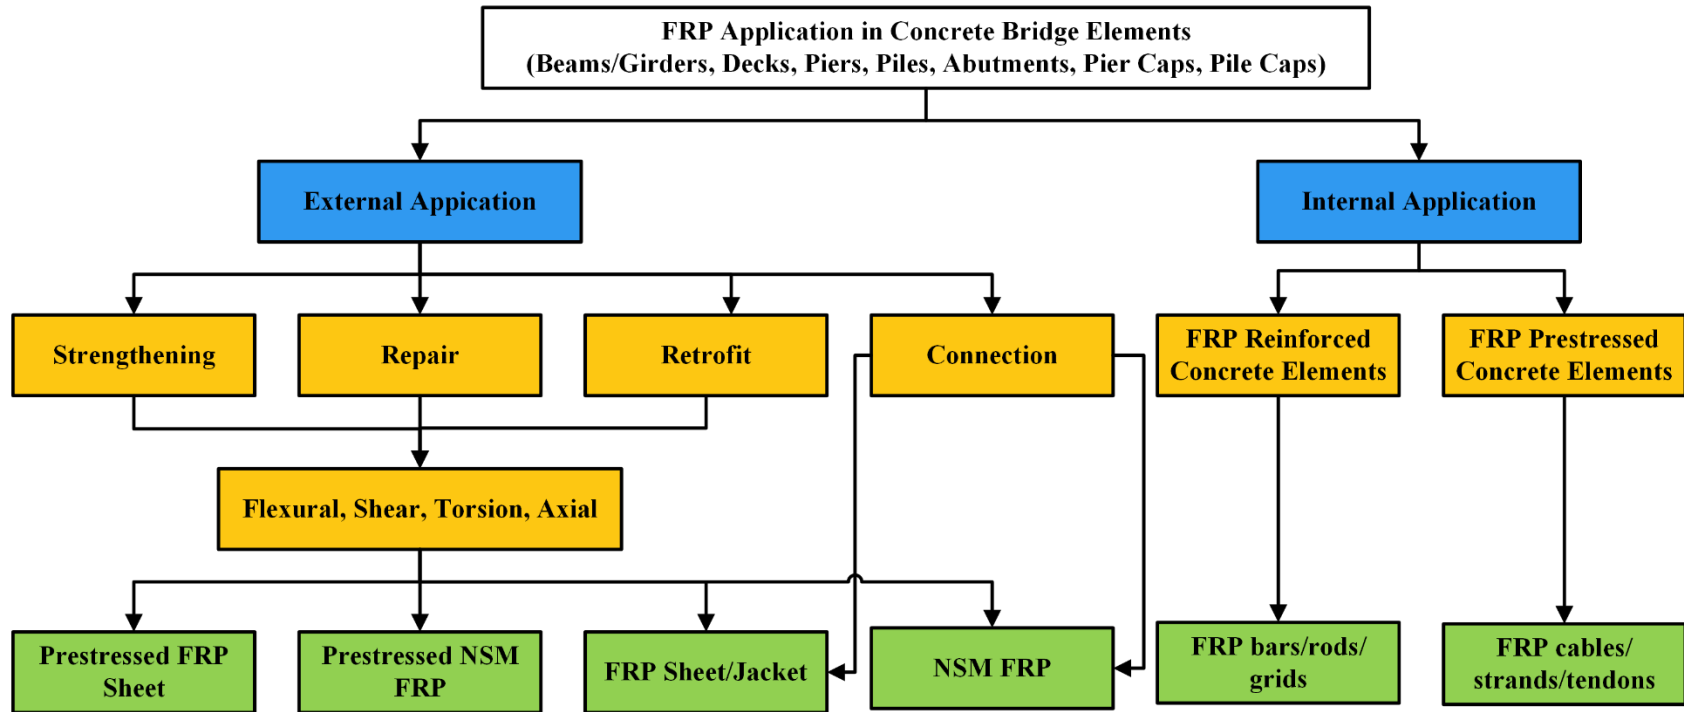 FRP Application in Concrete Bridge Elements
(Beams/Girders, Decks, Piers, Piles, Abutments, Pier Caps, Pile Caps)
External Appication
Internal Application
Strengthening
Repair
Retrofit
Connection
FRP Reinforced
Concrete Elements
FRP Prestressed
Concrete Elements
Flexural, Shear, Torsion, Axial
Prestressed FRP
Sheet
Prestressed NSM
FRP
FRP Sheet/Jacket
NSM FRP
FRP bars/rods/
grids
FRP cables/
strands/tendons